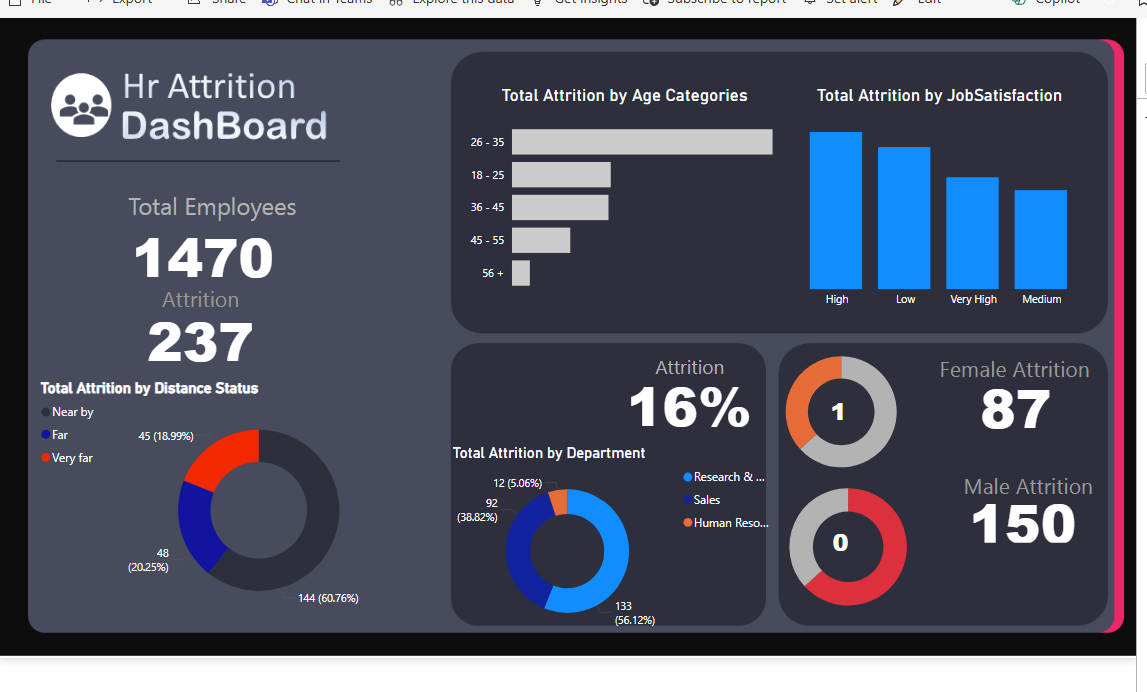 File Export Share Chat in Teams Explore this data Get insights Subscribe to report Set alert Edit Copilot
Hr Attrition
DashBoard
Total Employees
1470
Attrition
237
Total Attrition by Distance Status
Near by
Far
Very far
45 (18.99%)
48
(20.25%)
144 (60.76%)
Total Attrition by Age Categories
26 - 35
18 - 25
36 - 45
45 - 55
56 +
Total Attrition by JobSatisfaction
High Low Very High Medium
Attrition
16%
Total Attrition by Department
Research & ...
Sales
Human Reso...
12 (5.06%)
92
(38.82%)
133
(56.12%)
1
Female Attrition
87
0
Male Attrition
150